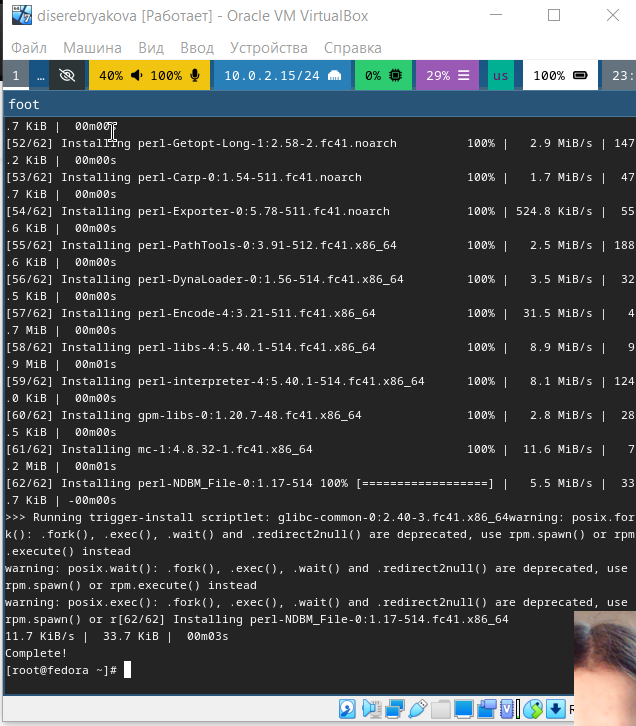 diserebryakova [Работает] - Oracle VM VirtualBox
Файл Машина Вид Ввод Устройства Справка
1 ... 40% 100% 10.0.2.15/24 0% 29% us 100% 23:
foot
.7 KiB | 00m00s
[52/62] Installing perl-Getopt-Long-1:2.58-2.fc41.noarch 100% | 2.9 MiB/s | 147
.2 KiB | 00m00s
[53/62] Installing perl-Carp-0:1.54-511.fc41.noarch 100% | 1.7 MiB/s | 47
.7 KiB | 00m00s
[54/62] Installing perl-Exporter-0:5.78-511.fc41.noarch 100% | 524.8 KiB/s | 55
.6 KiB | 00m00s
[55/62] Installing perl-PathTools-0:3.91-512.fc41.x86_64 100% | 2.5 MiB/s | 188
.6 KiB | 00m00s
[56/62] Installing perl-DynaLoader-0:1.56-514.fc41.x86_64 100% | 3.5 MiB/s | 32
.5 KiB | 00m00s
[57/62] Installing perl-Encode-4:3.21-511.fc41.x86_64 100% | 31.5 MiB/s | 4
.7 MiB | 00m00s
[58/62] Installing perl-libs-4:5.40.1-514.fc41.x86_64 100% | 8.9 MiB/s | 9
.9 MiB | 00m01s
[59/62] Installing perl-interpreter-4:5.40.1-514.fc41.x86_64 100% | 8.1 MiB/s | 124
.0 KiB | 00m00s
[60/62] Installing gpm-libs-0:1.20.7-48.fc41.x86_64 100% | 2.8 MiB/s | 28
.5 KiB | 00m00s
[61/62] Installing mc-1:4.8.32-1.fc41.x86_64 100% | 11.6 MiB/s | 7
.2 MiB | 00m01s
[62/62] Installing perl-NDBM_File-0:1.17-514 100% [==================] | 5.5 MiB/s | 33
.7 KiB | -00m00s
>>> Running trigger-install scriptlet: glibc-common-0:2.40-3.fc41.x86_64warning: posix.for
k(): .fork(), .exec(), .wait() and .redirect2null() are deprecated, use rpm.spawn() or rpm
.execute() instead
warning: posix.wait(): .fork(), .exec(), .wait() and .redirect2null() are deprecated, use
rpm.spawn() or rpm.execute() instead
warning: posix.exec(): .fork(), .exec(), .wait() and .redirect2null() are deprecated, use
rpm.spawn() or r[62/62] Installing perl-NDBM_File-0:1.17-514.fc41.x86_64
11.7 KiB/s | 33.7 KiB | 00m03s
Complete!
[root@fedora ~]#